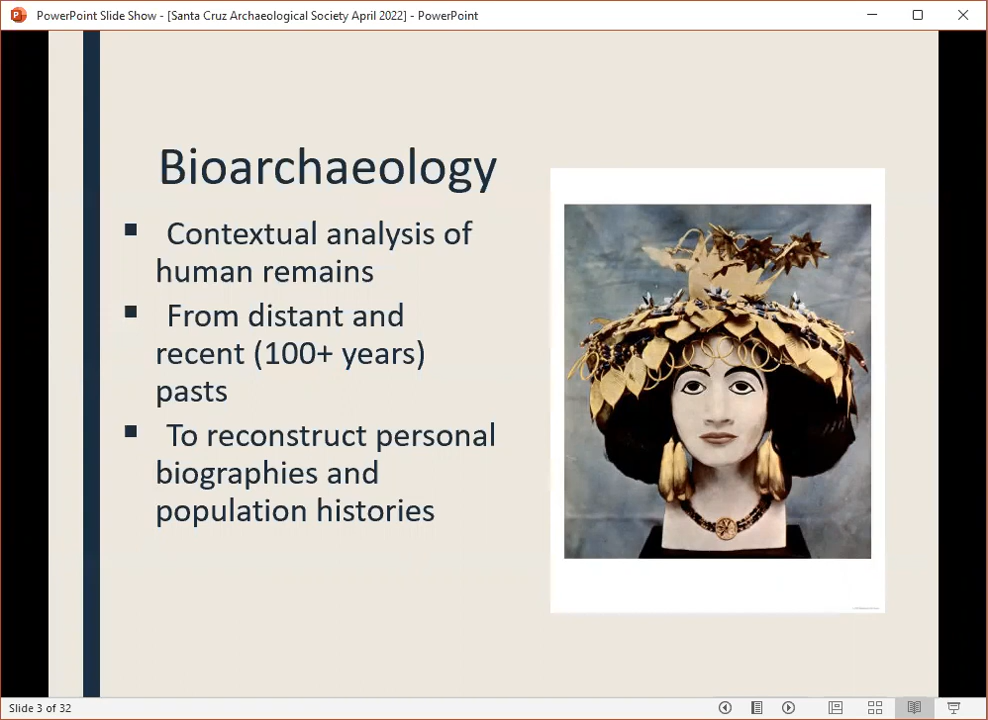 PowerPoint Slide Show - [Santa Cruz Archaeological Society April 2022] - PowerPoint
Bioarchaeology
▪ Contextual analysis of
human remains
▪ From distant and
recent (100+ years)
pasts
▪ To reconstruct personal
biographies and
population histories
Slide 3 of 32